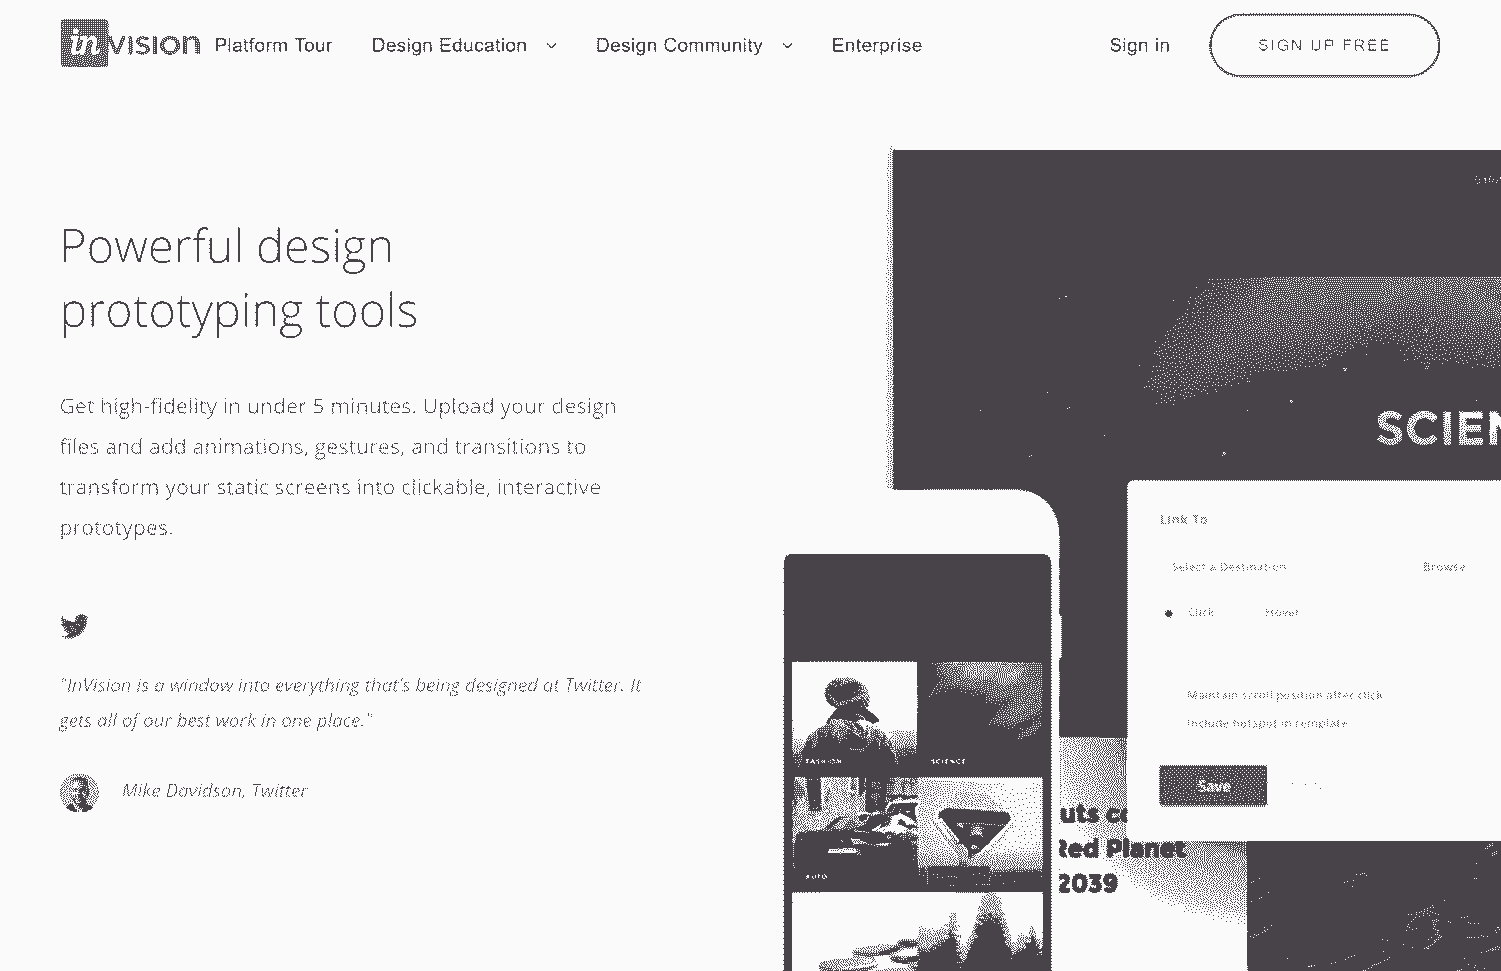 inVISION
Platform Tour
Design Education
Design Community
Enterprise
Sign in
SIGN UP FREE
Powerful design
prototyping tools
Get high-fidelity in under 5 minutes. Upload your design
files and add animations, gestures, and transitions to
transform your static screens into clickable, interactive
prototypes.
"InVision is a window into everything that's being designed at Twitter. It
gets all of our best work in one place."
Mike Davidson, Twitter
SCIEN
Link To
Select a Destination
Browse
Click
Hover
Maintain scroll position after click
Include hotspot in template
Save
FASHION
SCIENCE
AUTO
uts co
Red Planet
2039